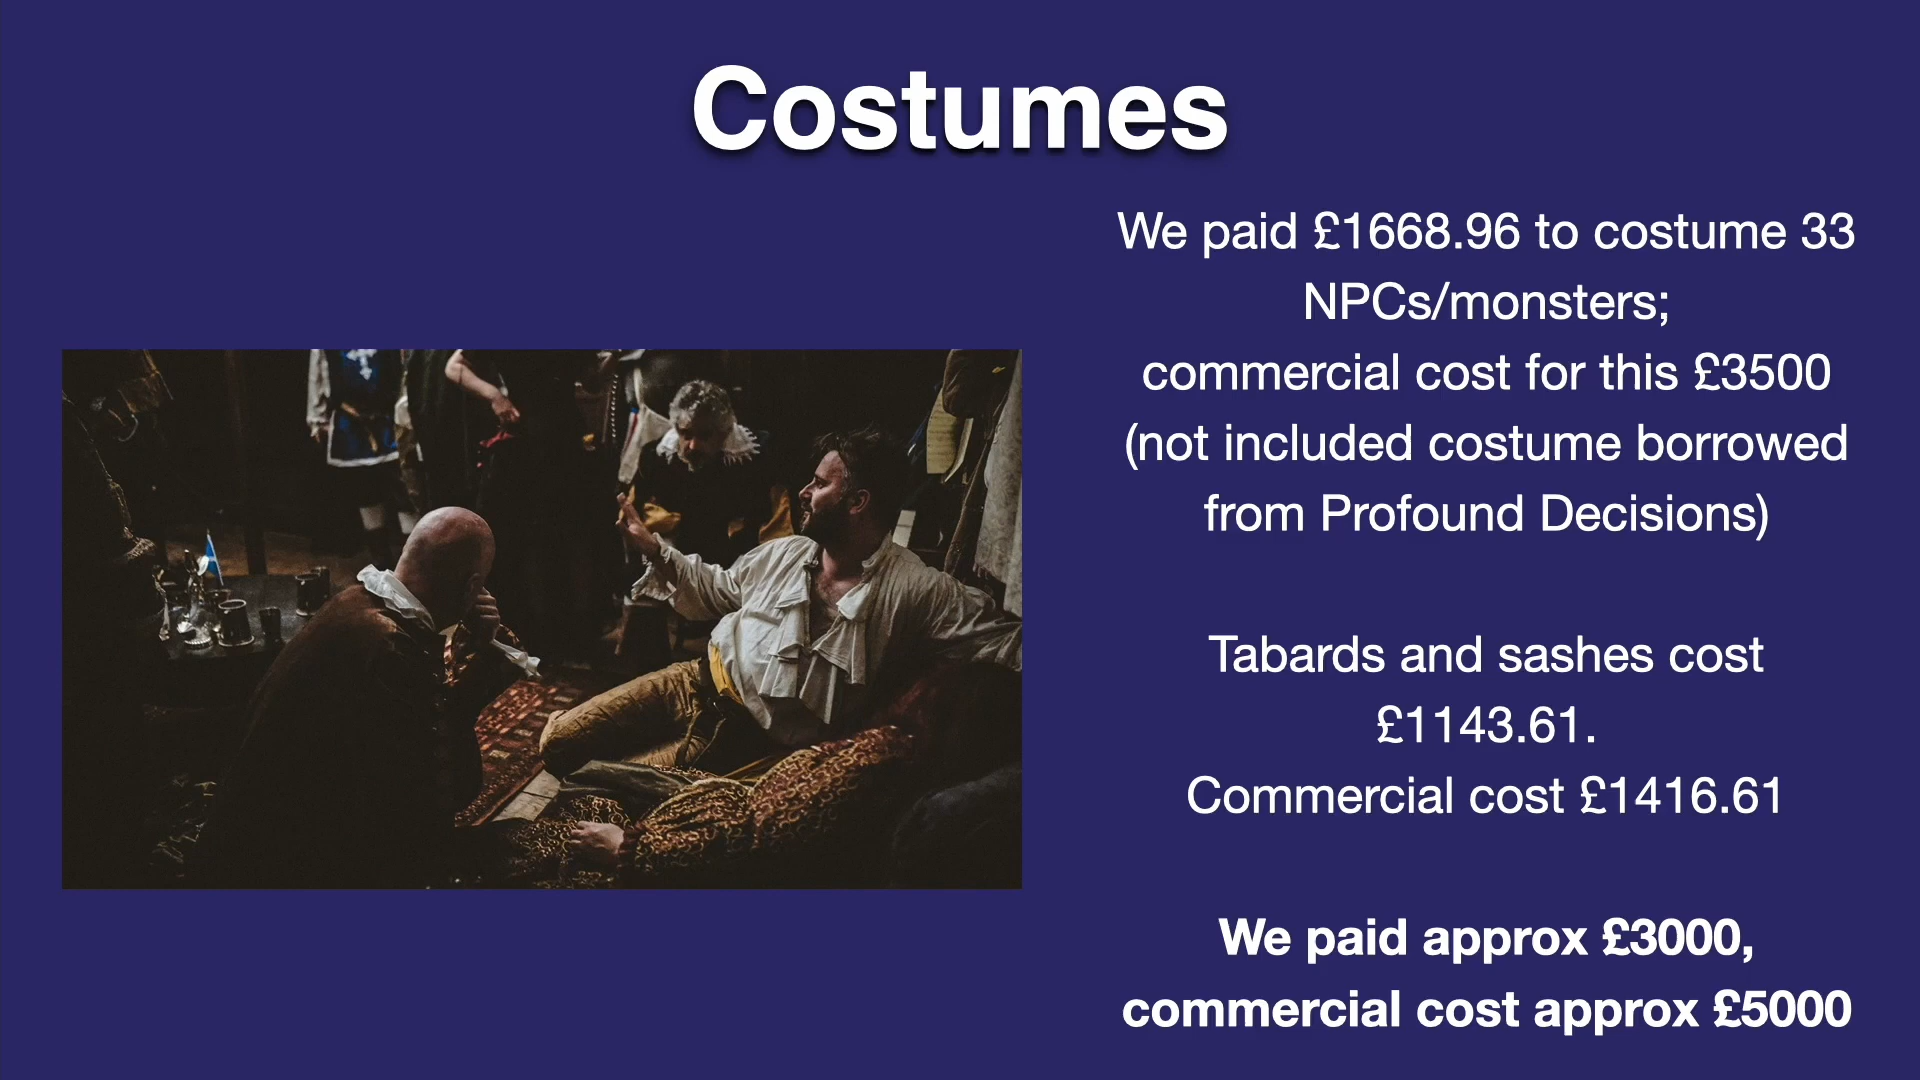 Costumes
We paid £1668.96 to costume 33
NPCs/monsters;
commercial cost for this £3500
(not included costume borrowed
from Profound Decisions)
Tabards and sashes cost
£1143.61.
Commercial cost £1416.61
We paid approx £3000,
commercial cost approx £5000